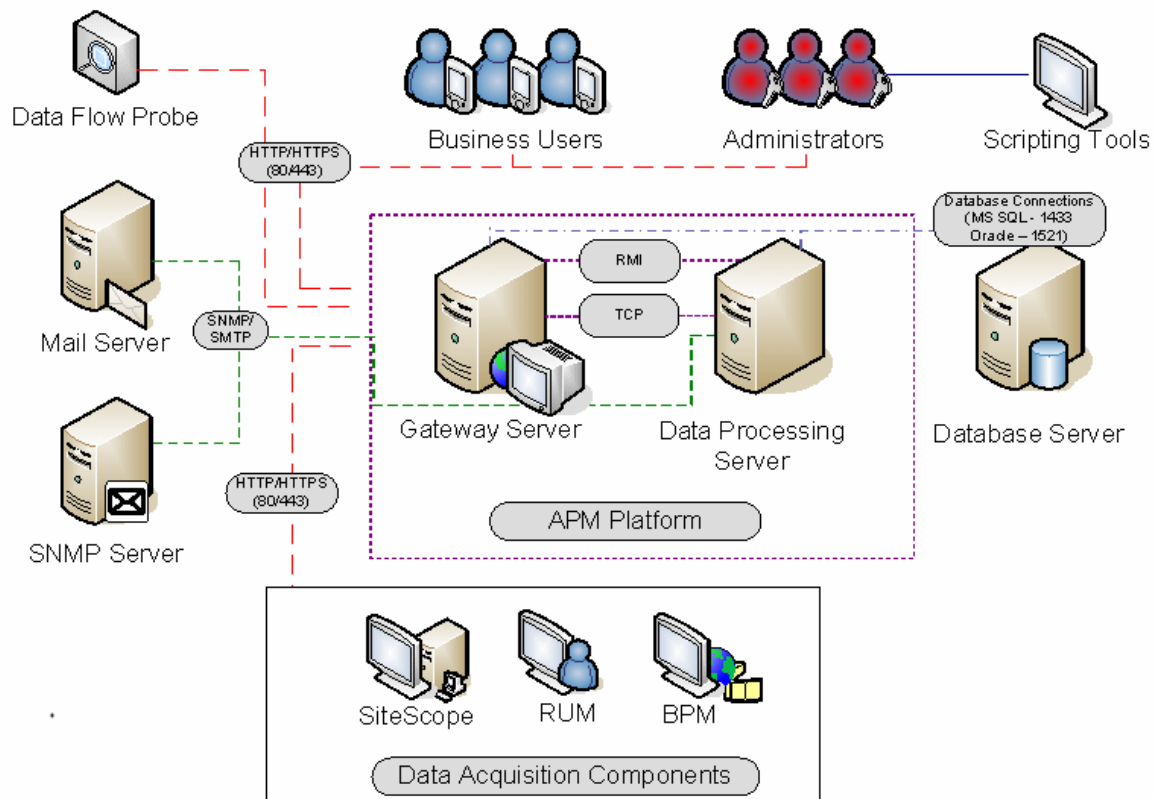 Data Flow Probe
Business Users
Administrators
Scripting Tools
HTTP/HTTPS
(80/443)
Database Connections
(MS SQL - 1433
Oracle – 1521)
RMI
TCP
Mail Server
SNMP/
SMTP
Gateway Server
Data Processing
Server
Database Server
HTTP/HTTPS
(80/443)
APM Platform
SNMP Server
SiteScope
RUM
BPM
Data Acquisition Components